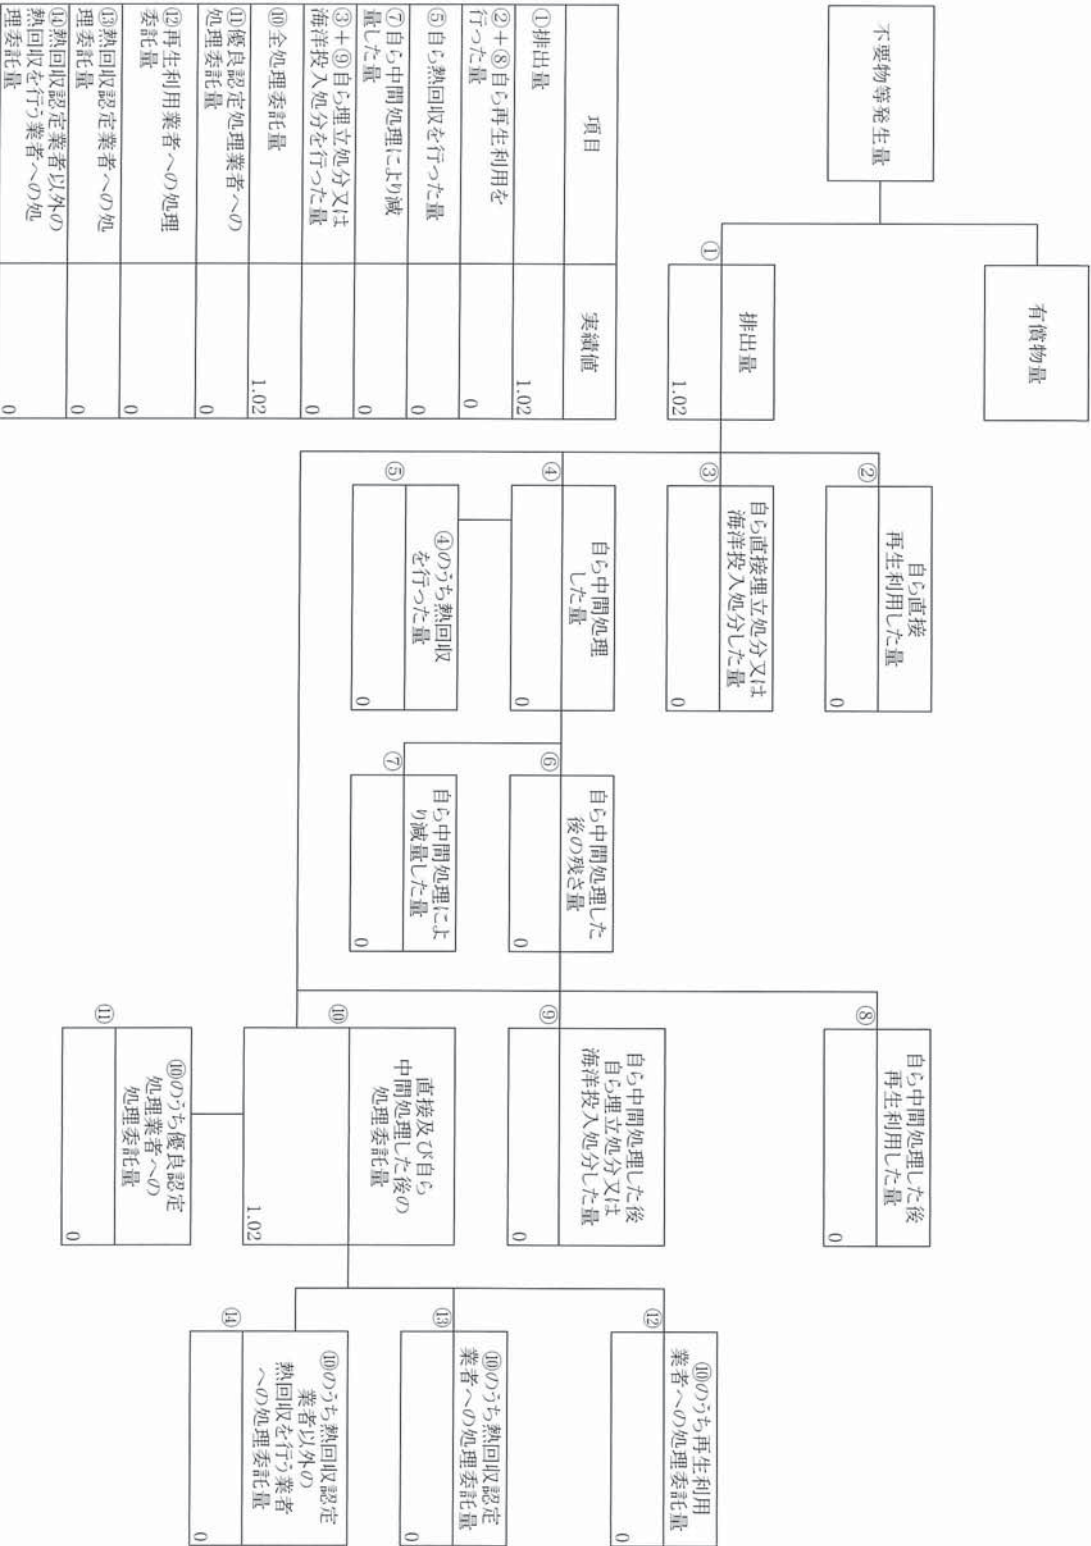 不要物等発生量
有償物量
①
排出量
1.02
②
自ら直接
再生利用した量
0
③
自ら直接埋立処分又は
海洋投入処分した量
0
④
自ら中間処理
した量
0
⑤
④のうち熱回収
を行った量
0
⑥
自ら中間処理した
後の残さ量
0
⑦
自ら中間処理によ
り減量した量
0
⑧
自ら中間処理した後
再生利用した量
0
⑨
自ら中間処理した後
自ら埋立処分又は
海洋投入処分した量
0
⑩
直接及び自ら
中間処理した後の
処理委託量
1.02
⑪
⑩のうち優良認定
処理業者への
処理委託量
0
⑫
⑩のうち再生利用
業者への処理委託量
0
⑬
⑩のうち熱回収認定
業者への処理委託量
0
⑭
⑩のうち熱回収認定
業者以外の
熱回収を行う業者
への処理委託量
0
項目 実績値
①排出量 1.02
②+⑧自ら再生利用を
行った量 0
⑤自ら熱回収を行った量 0
⑦自ら中間処理により減
量した量 0
③+⑨自ら埋立処分又は
海洋投入処分を行った量 0
⑩全処理委託量 1.02
⑪優良認定処理業者への
処理委託量 0
⑫再生利用業者への処理
委託量 0
⑬熱回収認定業者への処
理委託量 0
⑭熱回収認定業者以外の
熱回収を行う業者への処
理委託量 0